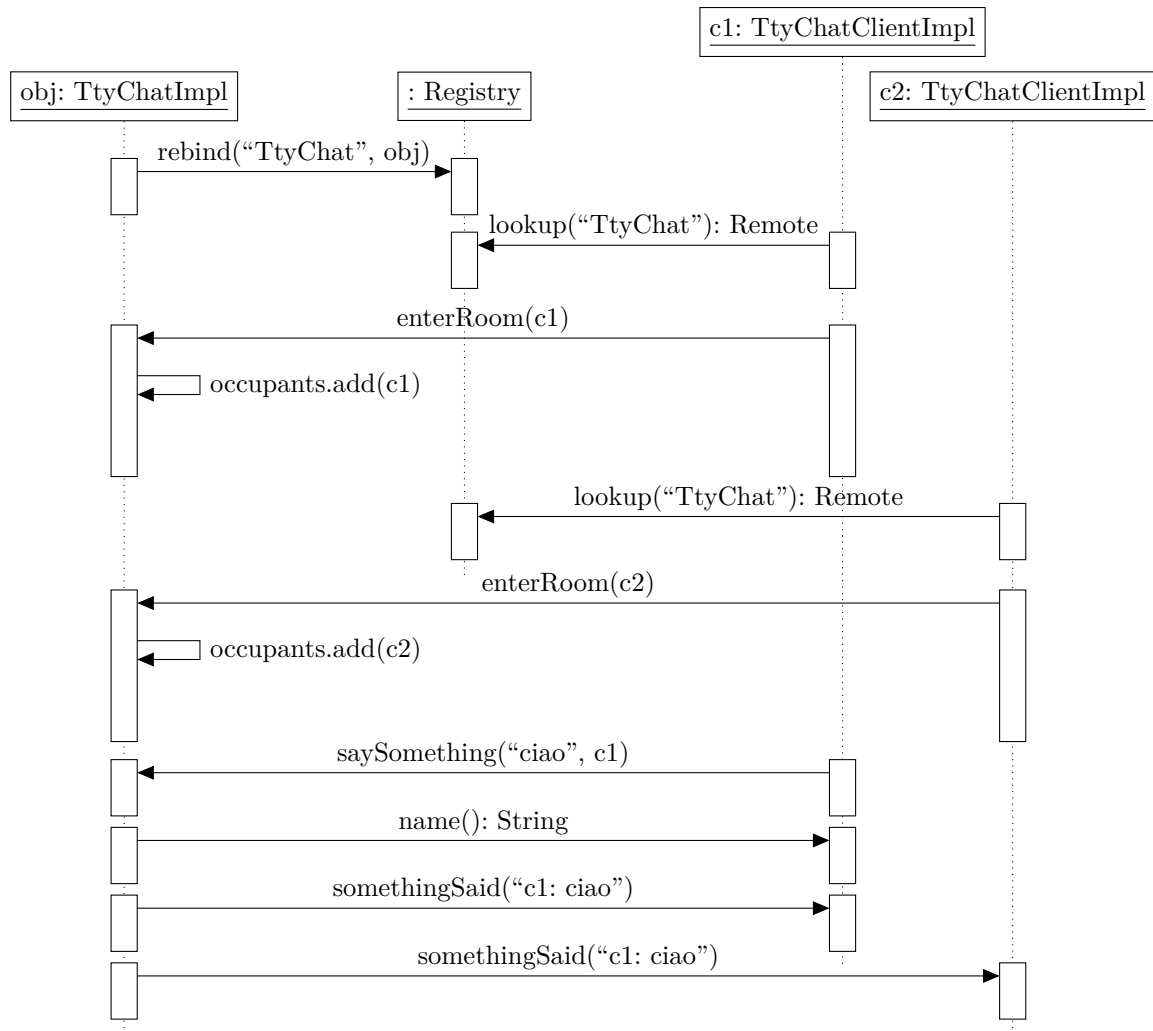 c1: TtyChatClientImpl
obj: TtyChatImpl
: Registry
c2: TtyChatClientImpl
rebind(“TtyChat”, obj)
lookup(“TtyChat”): Remote
enterRoom(c1)
occupants.add(c1)
lookup(“TtyChat”): Remote
enterRoom(c2)
occupants.add(c2)
saySomething(“ciao”, c1)
name(): String
somethingSaid(“c1: ciao”)
somethingSaid(“c1: ciao”)